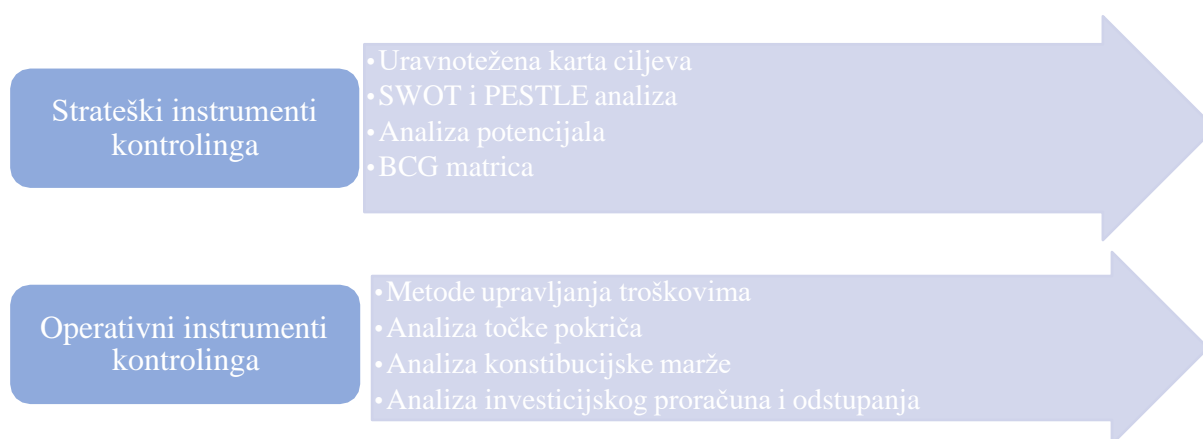 Strateški instrumenti
kontrolinga
•Uravnotežena karta ciljeva
•SWOT i PESTLE analiza
•Analiza potencijala
•BCG matrica
Operativni instrumenti
kontrolinga
•Metode upravljanja troškovima
•Analiza točke pokriča
•Analiza konstibucijske marže
•Analiza investicijskog proračuna i odstupanja